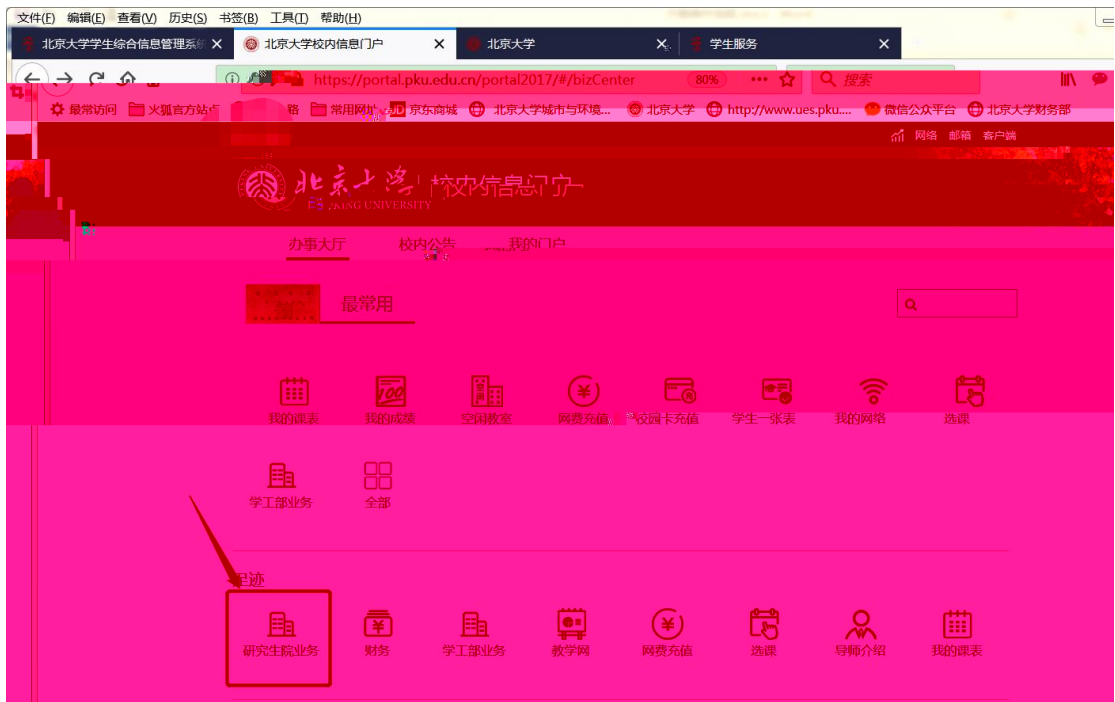 文件(F) 编辑(E) 查看(V) 历史(S) 书签(B) 工具(T) 帮助(H)
北京大学学生综合信息管理系统 北京大学校内信息门户 北京大学 学生服务
https://portal.pku.edu.cn/portal2017/#/bizCenter 80% 搜索
最常访问 火狐官方站点 路 常用网址 JD 京东商城 北京大学城市与环境... 北京大学 http://www.ues.pku.... 微信公众平台 北京大学财务部
网络 邮箱 客户端
北京大学 校内信息门户
PEKING UNIVERSITY
办事大厅 校内公告 我的门户
最常用
我的课表 我的成绩 空闲教室 网费充值 校园卡充值 学生一张表 我的网络 选课
学工部业务 全部
足迹
研究生院业务 财务 学工部业务 教学网 网费充值 选课 导师介绍 我的课表